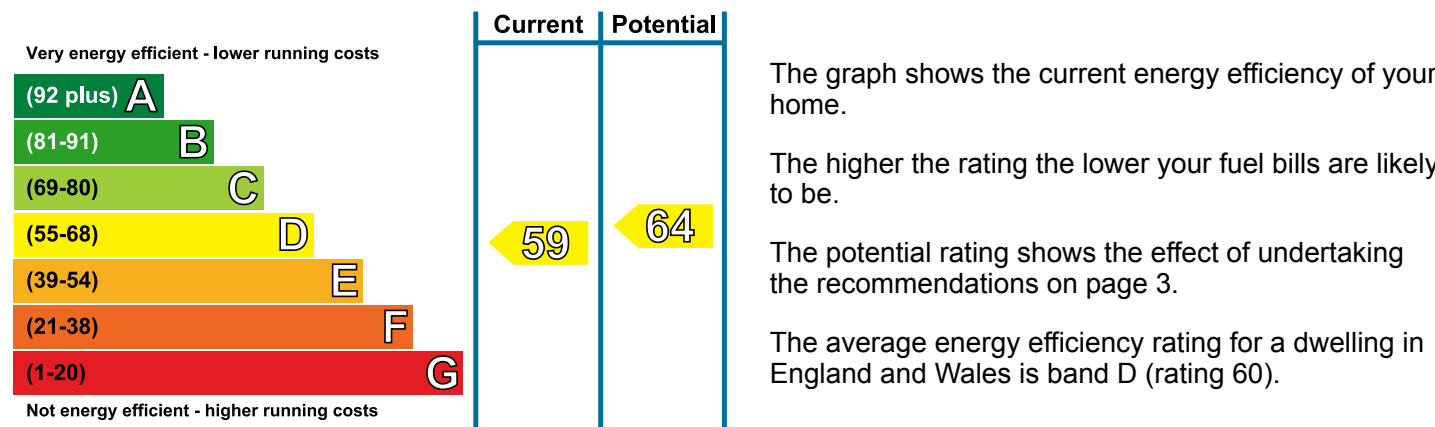 Current Potential
Very energy efficient - lower running costs
(92 plus) A
(81-91) B
(69-80) C
(55-68) D
(39-54) E
(21-38) F
(1-20) G
Not energy efficient - higher running costs
59
64
The graph shows the current energy efficiency of your
home.
The higher the rating the lower your fuel bills are likely
to be.
The potential rating shows the effect of undertaking
the recommendations on page 3.
The average energy efficiency rating for a dwelling in
England and Wales is band D (rating 60).